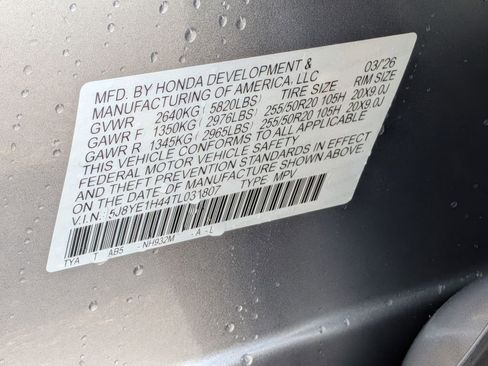 MFD. BY HONDA DEVELOPMENT & 03/26
MANUFACTURING OF AMERICA, LLC
GVWR 2640KG 5820LBS TIRE SIZE RIM SIZE
GAWR F 1350KG 2976LBS 255/50R20 105H 20X9.0J
GAWR R 1345KG 2965LBS 255/50R20 105H 20X9.0J
THIS VEHICLE CONFORMS TO ALL APPLICABLE
FEDERAL MOTOR VEHICLE SAFETY
AND THEFT PREVENTION STANDARDS IN EFFECT
ON THE DATE OF MANUFACTURE SHOWN ABOVE.
V.I.N.: 5J8YE1H44TL031807 TYPE: MPV
TYA T AB5 - NH932M - A - L